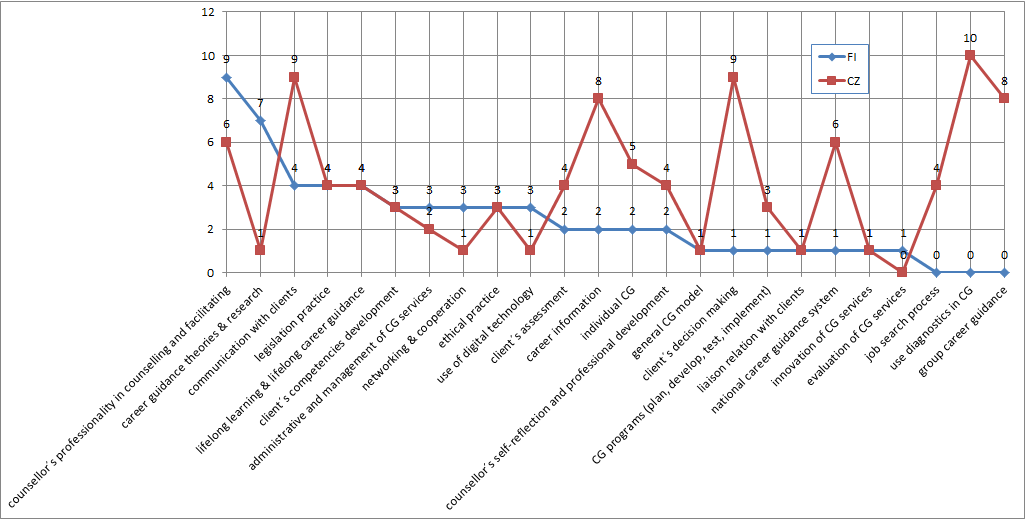 12
10
8
6
4
2
0
9 7 4 4 4 3 3 3 3 3 2 2 2 2 1 1 1 1 1 1 1 0 0 0
6 1 9 4 4 3 2 1 3 1 4 8 5 4 1 9 3 1 6 1 0 4 10 8
FI
CZ
counsellor´s professionality in counselling and facilitating
career guidance theories & research
communication with clients
legislation practice
lifelong learning & lifelong career guidance
client´s competencies development
administrative and management of CG services
networking & cooperation
ethical practice
use of digital technology
client´s assessment
career information
individual CG
counsellor´s self-reflection and professional development
general CG model
client´s decision making
CG programs (plan, develop, test, implement)
liaison relation with clients
national career guidance system
innovation of CG services
evaluation of CG services
job search process
use diagnostics in CG
group career guidance